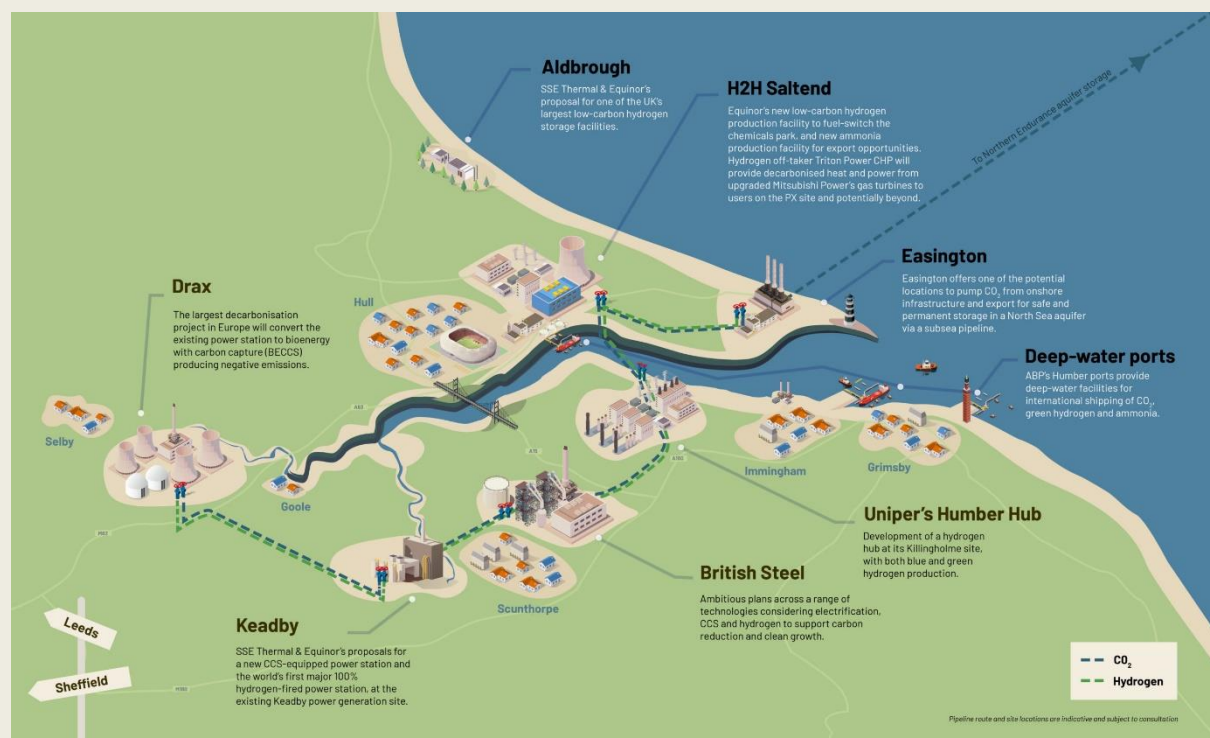 Aldbrough
SSE Thermal & Equinor's
proposal for one of the UK's
largest low-carbon hydrogen
storage facilities.
H2H Saltend
Equinor's new low-carbon hydrogen
production facility to fuel-switch the
chemicals park, and new ammonia
production facility for export opportunities.
Hydrogen off-taker Triton Power CHP will
provide decarbonised heat and power from
upgraded Mitsubishi Power's gas turbines to
users on the PX site and potentially beyond.
To Northern Endurance aquifer storage
Easington
Easington offers one of the potential
locations to pump CO₂ from onshore
infrastructure and export for safe and
permanent storage in a North Sea aquifer
via a subsea pipeline.
Drax
The largest decarbonisation
project in Europe will convert the
existing power station to bioenergy
with carbon capture (BECCS)
producing negative emissions.
Hull
Deep-water ports
ABP's Humber ports provide
deep-water facilities for
international shipping of CO₂,
green hydrogen and ammonia.
Selby
Goole
Immingham
Grimsby
Uniper's Humber Hub
Development of a hydrogen
hub at its Killingholme site,
with both blue and green
hydrogen production.
British Steel
Ambitious plans across a range of
technologies considering electrification,
CCS and hydrogen to support carbon
reduction and clean growth.
Scunthorpe
Keadby
SSE Thermal & Equinor's proposals for
a new CCS-equipped power station and
the world's first major 100%
hydrogen-fired power station, at the
existing Keadby power generation site.
Leeds
Sheffield
CO₂
Hydrogen
Pipeline route and site locations are indicative and subject to consultation